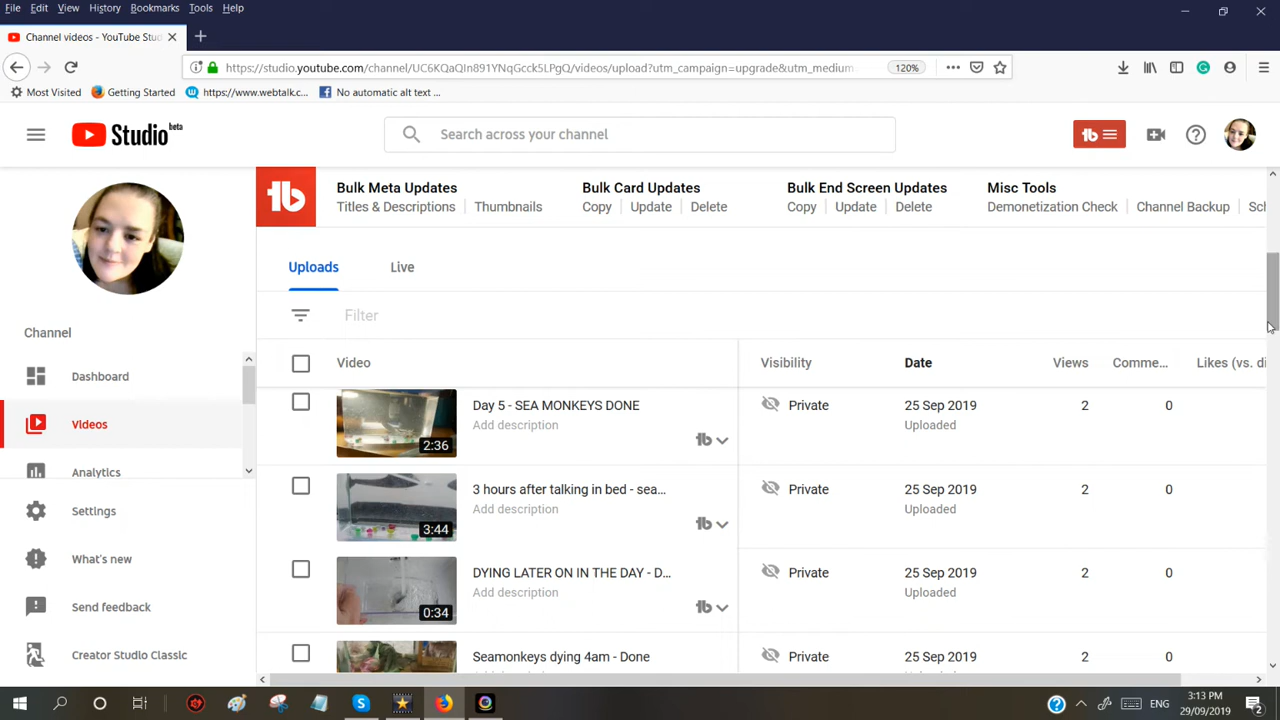 File Edit View History Bookmarks Tools Help
Channel videos - YouTube Stud
https://studio.youtube.com/channel/UC6KQaQIn891YNqGcck5LPgQ/videos/upload?utm_campaign=upgrade&utm_medium 120%
Most Visited Getting Started https://www.webtalk.c... No automatic alt text ...
Studio beta Search across your channel
Bulk Meta Updates Bulk Card Updates Bulk End Screen Updates Misc Tools
Titles & Descriptions Thumbnails Copy Update Delete Copy Update Delete Demonetization Check Channel Backup Sch
Uploads Live
Filter
Channel
Video Visibility Date Views Comme... Likes (vs. di
Dashboard
Day 5 - SEA MONKEYS DONE Private 25 Sep 2019 2 0
Add description Uploaded
2:36
Videos
Analytics
3 hours after talking in bed - sea... Private 25 Sep 2019 2 0
Add description Uploaded
3:44
Settings
What's new
DYING LATER ON IN THE DAY - D... Private 25 Sep 2019 2 0
Add description Uploaded
0:34
Send feedback
Creator Studio Classic
Seamonkeys dying 4am - Done Private 25 Sep 2019 2 0
ENG 3:13 PM
29/09/2019 2